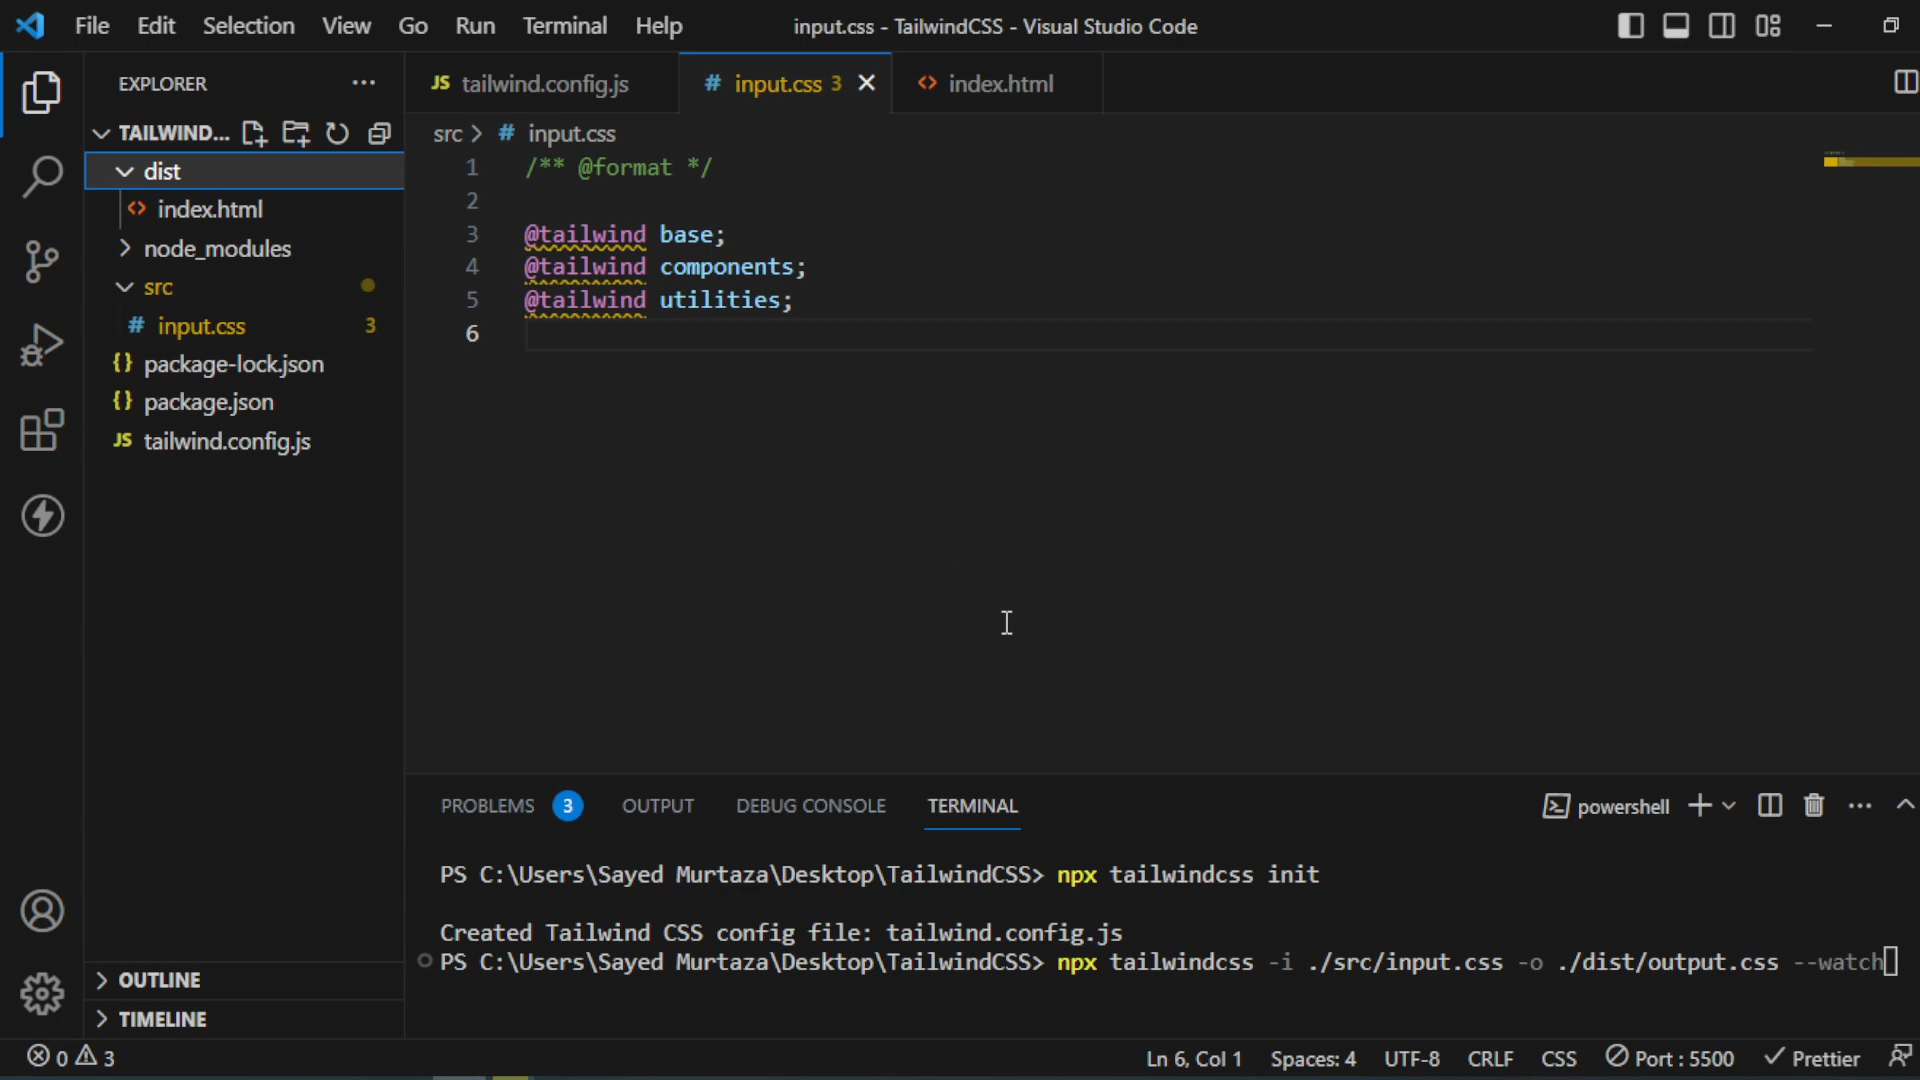 File Edit Selection View Go Run Terminal Help input.css - TailwindCSS - Visual Studio Code
EXPLORER ···
TAILWIND...
dist
index.html
node_modules
src
# input.css 3
{} package-lock.json
{} package.json
JS tailwind.config.js
OUTLINE
TIMELINE
JS tailwind.config.js # input.css 3 <> index.html
src > # input.css
1 /** @format */
2
3 @tailwind base;
4 @tailwind components;
5 @tailwind utilities;
6
PROBLEMS 3 OUTPUT DEBUG CONSOLE TERMINAL powershell
PS C:\Users\Sayed Murtaza\Desktop\TailwindCSS> npx tailwindcss init
Created Tailwind CSS config file: tailwind.config.js
PS C:\Users\Sayed Murtaza\Desktop\TailwindCSS> npx tailwindcss -i ./src/input.css -o ./dist/output.css --watch
0 3 Ln 6, Col 1 Spaces: 4 UTF-8 CRLF CSS Port : 5500 Prettier